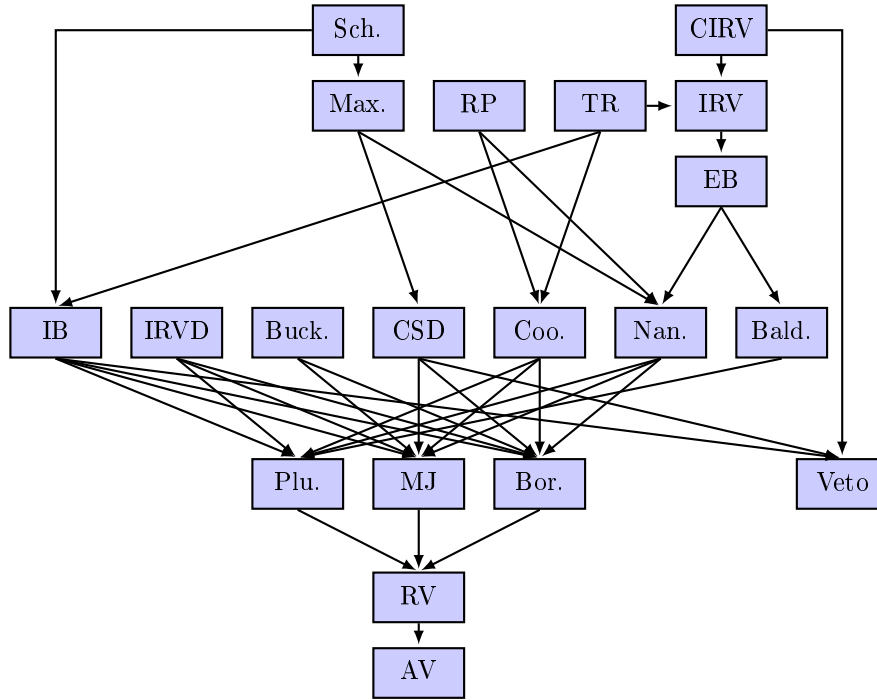 Sch.
CIRV
Max.
RP
TR
IRV
EB
IB
IRVD
Buck.
CSD
Coo.
Nan.
Bald.
Plu.
MJ
Bor.
Veto
RV
AV